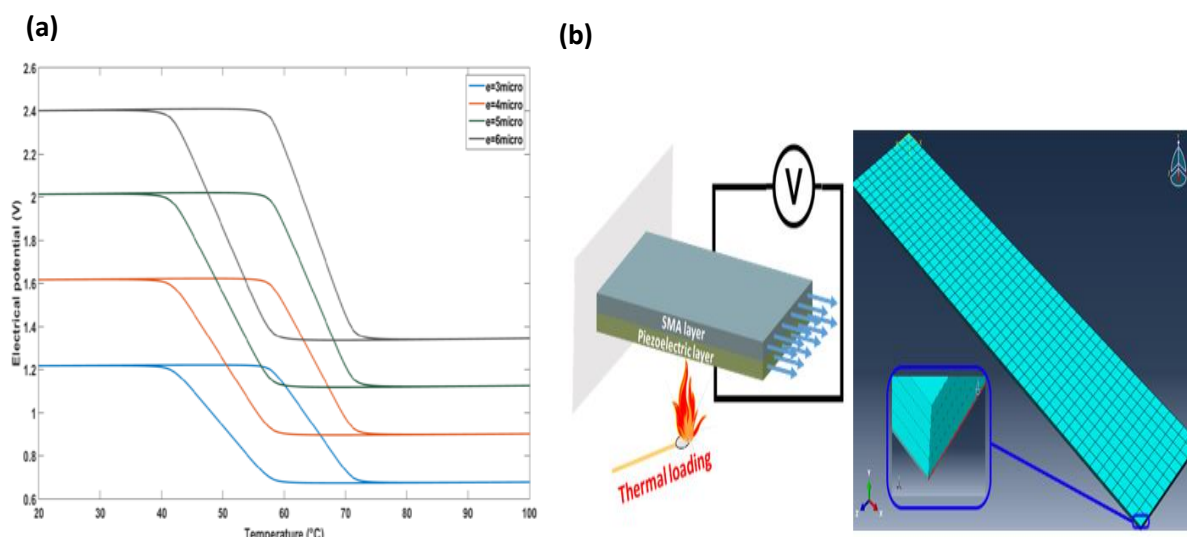 (a)
(b)
Electrical potential (V)
2.6
2.4
2.2
2
1.8
1.6
1.4
1.2
1
0.8
0.6
20
30
40
50
60
70
80
90
100
Temperature (°C)
e=3micro
e=4micro
e=5micro
e=6micro
V
SMA layer
Piezoelectric layer
Thermal loading